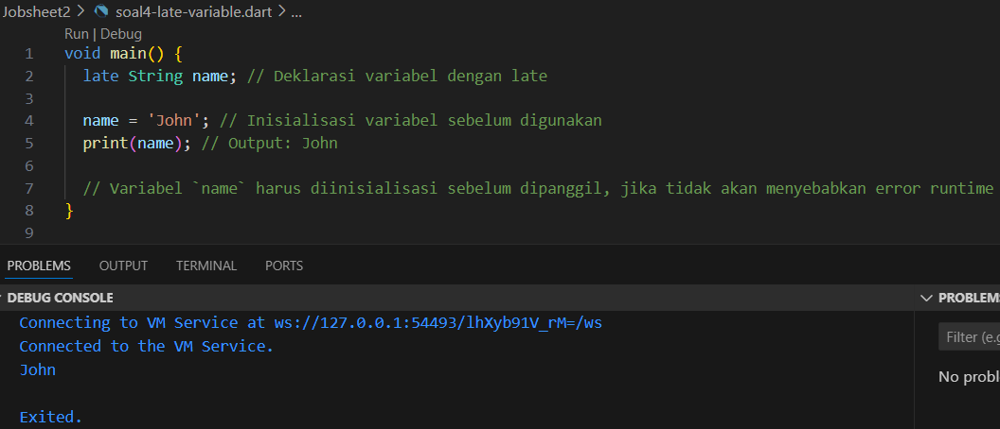 Jobsheet2 > soal4-late-variable.dart > ...
Run | Debug
1 void main() {
2 late String name; // Deklarasi variabel dengan late
3
4 name = 'John'; // Inisialisasi variabel sebelum digunakan
5 print(name); // Output: John
6
7 // Variabel `name` harus diinisialisasi sebelum dipanggil, jika tidak akan menyebabkan error runtime
8 }
9
PROBLEMS OUTPUT TERMINAL PORTS
DEBUG CONSOLE
Connecting to VM Service at ws://127.0.0.1:54493/lhXyb91V_rM=/ws
Connected to the VM Service.
John
Exited.
PROBLEMS
Filter (e.g
No probl